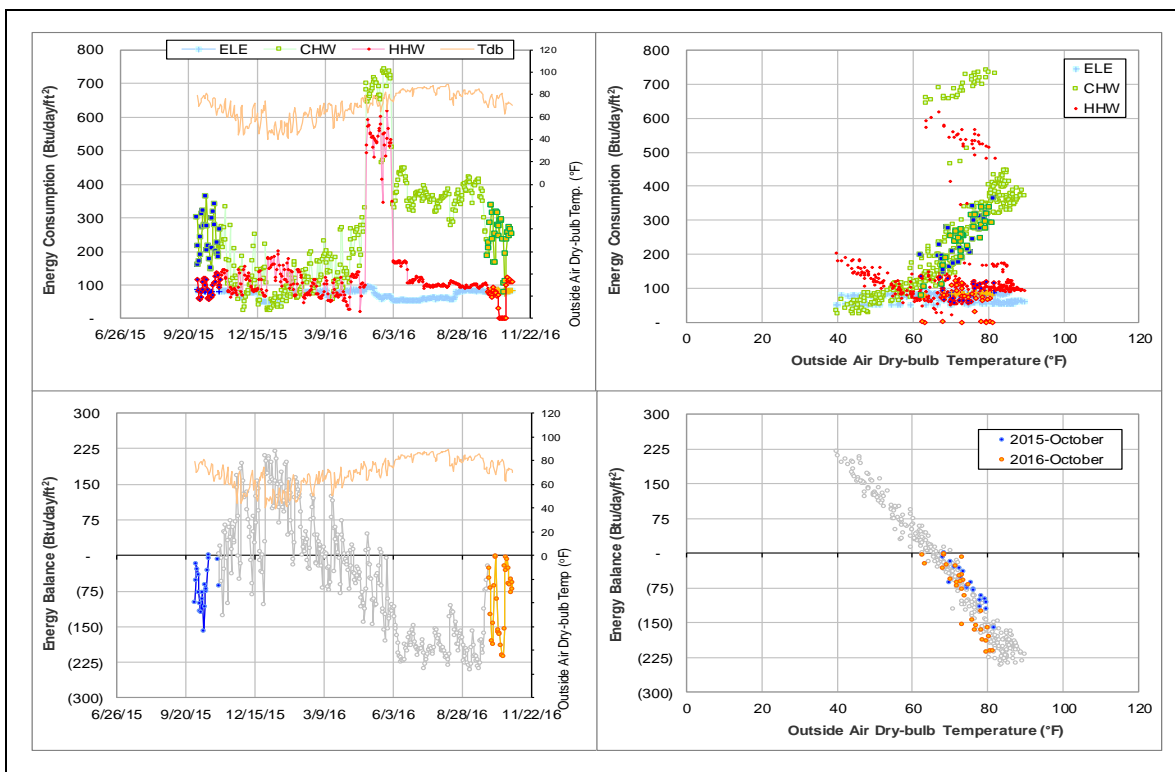 ELE CHW HHW Tdb
800
700
600
500
400
300
200
100
-
120
100
80
60
40
20
0
Energy Consumption (Btu/day/ft²)
Outside Air Dry-bulb Temp. (°F)
6/26/15 9/20/15 12/15/15 3/9/16 6/3/16 8/28/16 11/22/16
800
700
600
500
400
300
200
100
-
Energy Consumption (Btu/day/ft²)
ELE
CHW
HHW
0 20 40 60 80 100 120
Outside Air Dry-bulb Temperature (°F)
300
225
150
75
-
(75)
(150)
(225)
(300)
120
100
80
60
40
20
0
Energy Balance (Btu/day/ft²)
Outside Air Dry-bulb Temp (°F)
6/26/15 9/20/15 12/15/15 3/9/16 6/3/16 8/28/16 11/22/16
300
225
150
75
-
(75)
(150)
(225)
(300)
Energy Balance (Btu/day/ft²)
2015-October
2016-October
0 20 40 60 80 100 120
Outside Air Dry-bulb Temperature (°F)